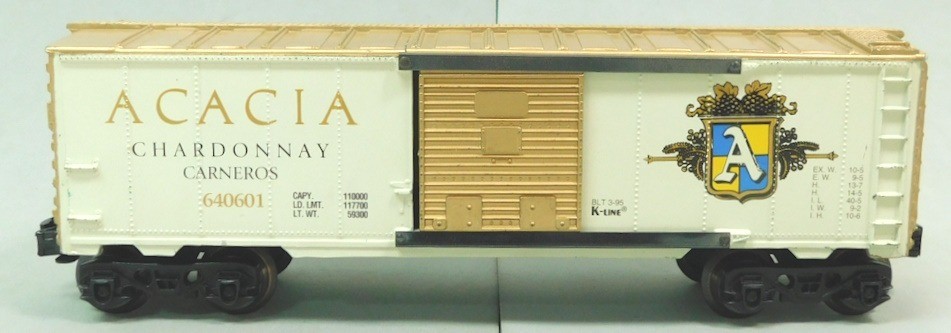 ACACIA
CHARDONNAY
CARNEROS
640601
CAPY. 110000
LD. LMT. 117700
LT. WT. 59300
BLT 3-95
K-LINE®
A
EX. W. 10-5
E. W. 9-5
H. 13-7
H. 14-5
I. L. 40-5
I. W. 9-2
I. H. 10-6